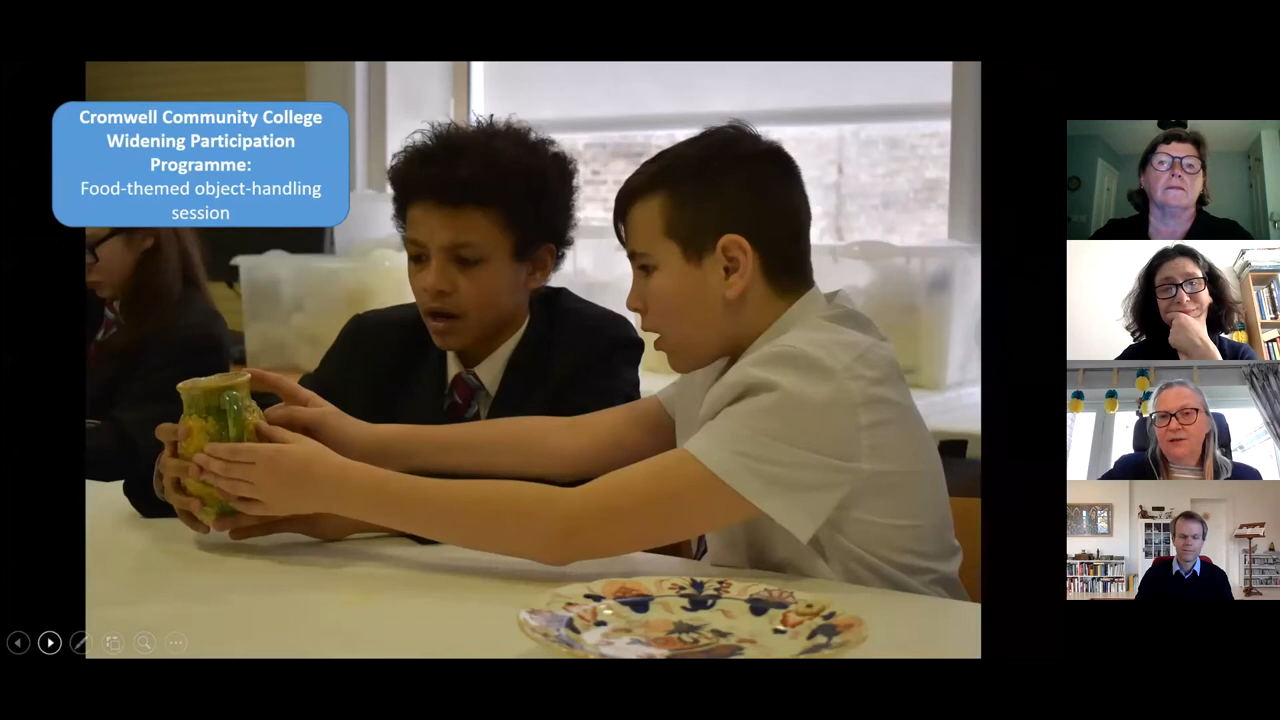 Cromwell Community College
Widening Participation
Programme:
Food-themed object-handling
session